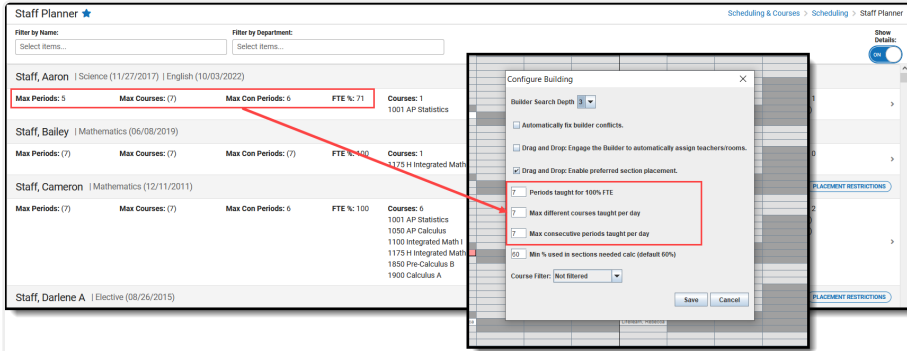 Staff Planner
Scheduling & Courses > Scheduling > Staff Planner
Filter by Name:
Filter by Department:
Show Details:
Select items...
Select items...
ON
Staff, Aaron | Science (11/27/2017) | English (10/03/2022)
Max Periods: 5 Max Courses: (7) Max Con Periods: 6 FTE %: 71 Courses: 1 1
1001 AP Statistics
Staff, Bailey | Mathematics (06/08/2019)
Max Periods: (7) Max Courses: (7) Max Con Periods: (7) FTE %: 100 Courses: 1 0
1175 H Integrated Math
Staff, Cameron | Mathematics (12/11/2011)
PLACEMENT RESTRICTIONS
Max Periods: (7) Max Courses: (7) Max Con Periods: 6 FTE %: 100 Courses: 6 2
1001 AP Statistics
1050 AP Calculus
1100 Integrated Math I
1175 H Integrated Math
1850 Pre-Calculus B
1900 Calculus A
Staff, Darlene A | Elective (08/26/2015)
PLACEMENT RESTRICTIONS
Configure Building
Builder Search Depth 3
Automatically fix builder conflicts.
Drag and Drop: Engage the Builder to automatically assign teachers/rooms.
Drag and Drop: Enable preferred section placement.
7 Periods taught for 100% FTE
7 Max different courses taught per day
7 Max consecutive periods taught per day
60 Min % used in sections needed calc (default 60%)
Course Filter: Not filtered
Save Cancel